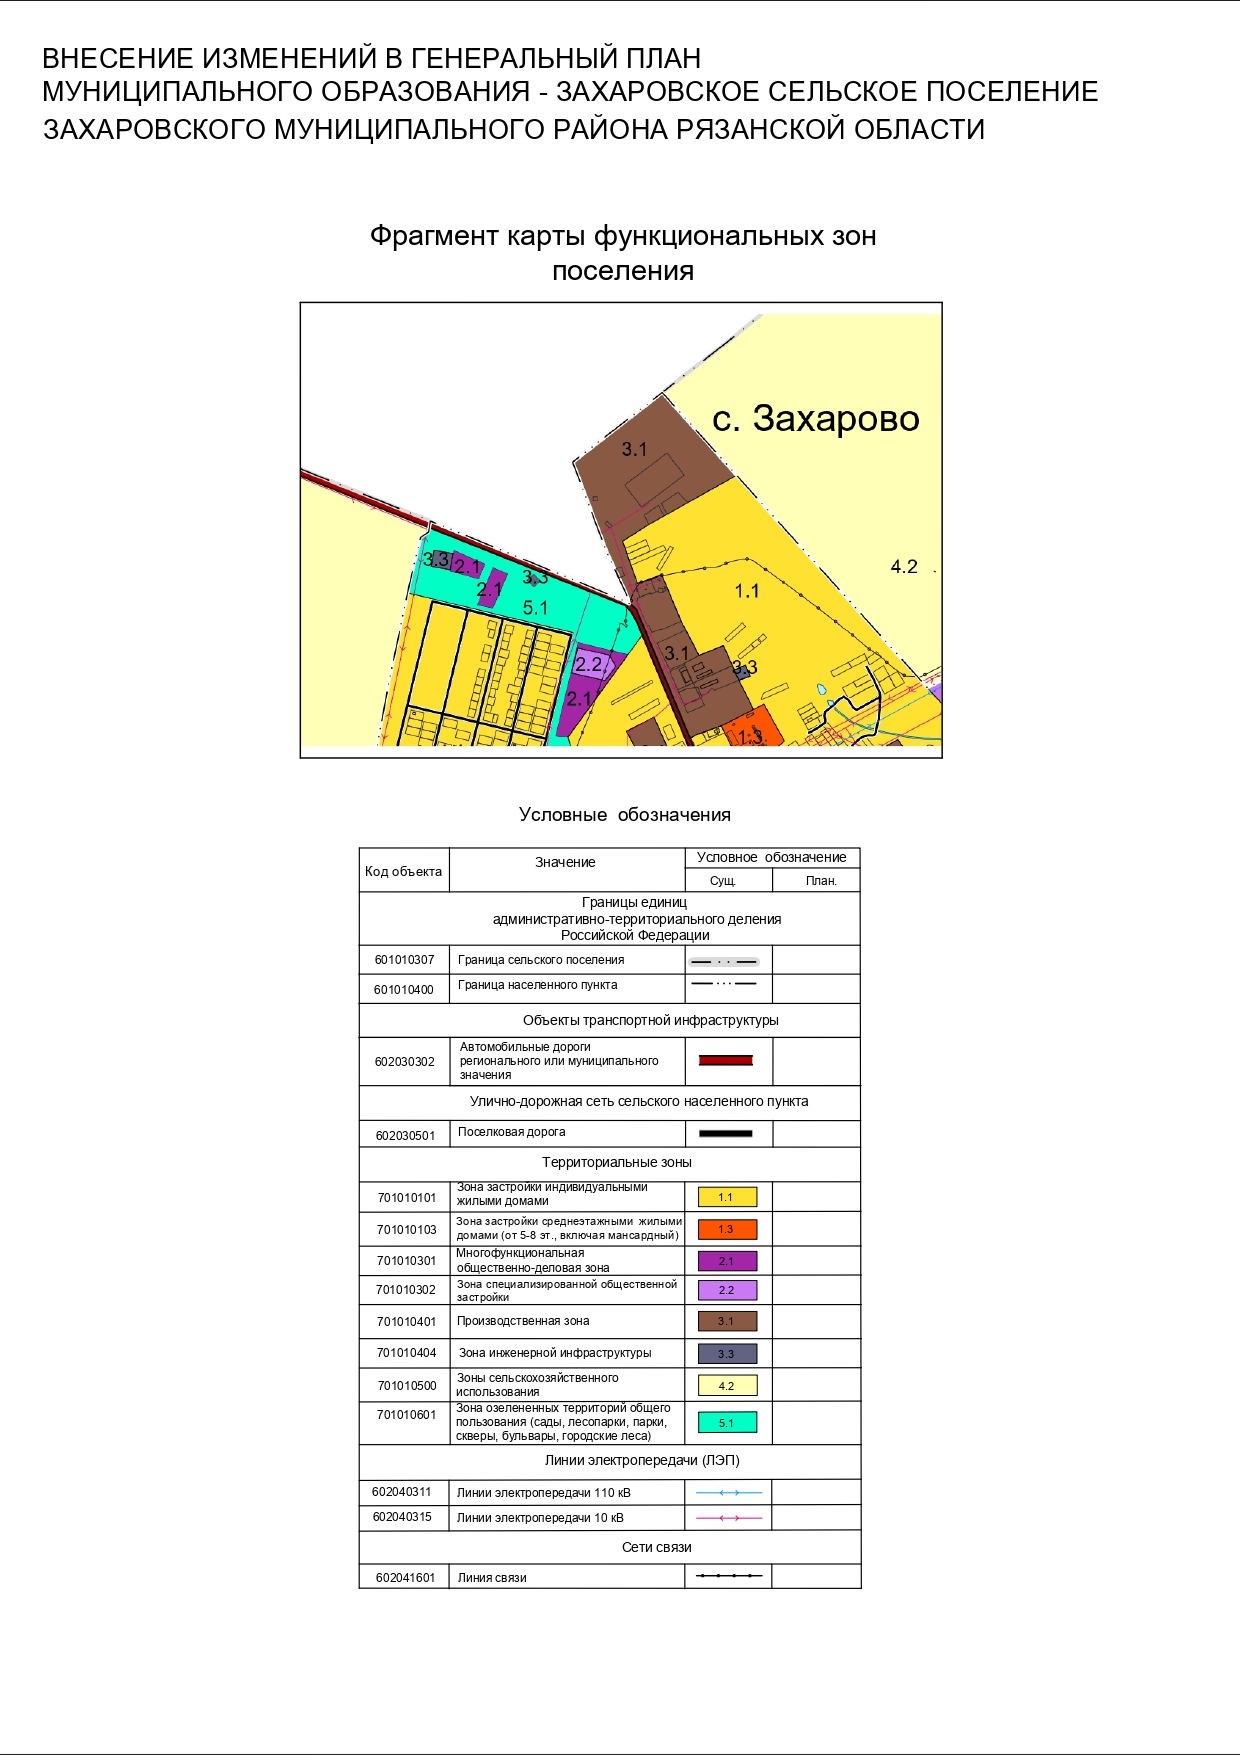 ВНЕСЕНИЕ ИЗМЕНЕНИЙ В ГЕНЕРАЛЬНЫЙ ПЛАН
МУНИЦИПАЛЬНОГО ОБРАЗОВАНИЯ - ЗАХАРОВСКОЕ СЕЛЬСКОЕ ПОСЕЛЕНИЕ
ЗАХАРОВСКОГО МУНИЦИПАЛЬНОГО РАЙОНА РЯЗАНСКОЙ ОБЛАСТИ
Фрагмент карты функциональных зон
поселения
с. Захарово
3.1
4.2
3.3
2.1
3.3
2.1
1.1
5.1
3.1
2.2
3.3
2.1
1.3
Условные обозначения
Код объекта
Значение
Условное обозначение
Сущ.
План.
Границы единиц
административно-территориального деления
Российской Федерации
601010307
Граница сельского поселения
601010400
Граница населенного пункта
Объекты транспортной инфраструктуры
602030302
Автомобильные дороги
регионального или муниципального
значения
Улично-дорожная сеть сельского населенного пункта
602030501
Поселковая дорога
Территориальные зоны
701010101
Зона застройки индивидуальными
жилыми домами
1.1
701010103
Зона застройки среднеэтажными жилыми
домами (от 5-8 эт., включая мансардный)
1.3
701010301
Многофункциональная
общественно-деловая зона
2.1
701010302
Зона специализированной общественной
застройки
2.2
701010401
Производственная зона
3.1
701010404
Зона инженерной инфраструктуры
3.3
701010500
Зоны сельскохозяйственного
использования
4.2
701010601
Зона озелененных территорий общего
пользования (сады, лесопарки, парки,
скверы, бульвары, городские леса)
5.1
Линии электропередачи (ЛЭП)
602040311
Линии электропередачи 110 кВ
602040315
Линии электропередачи 10 кВ
Сети связи
602041601
Линия связи